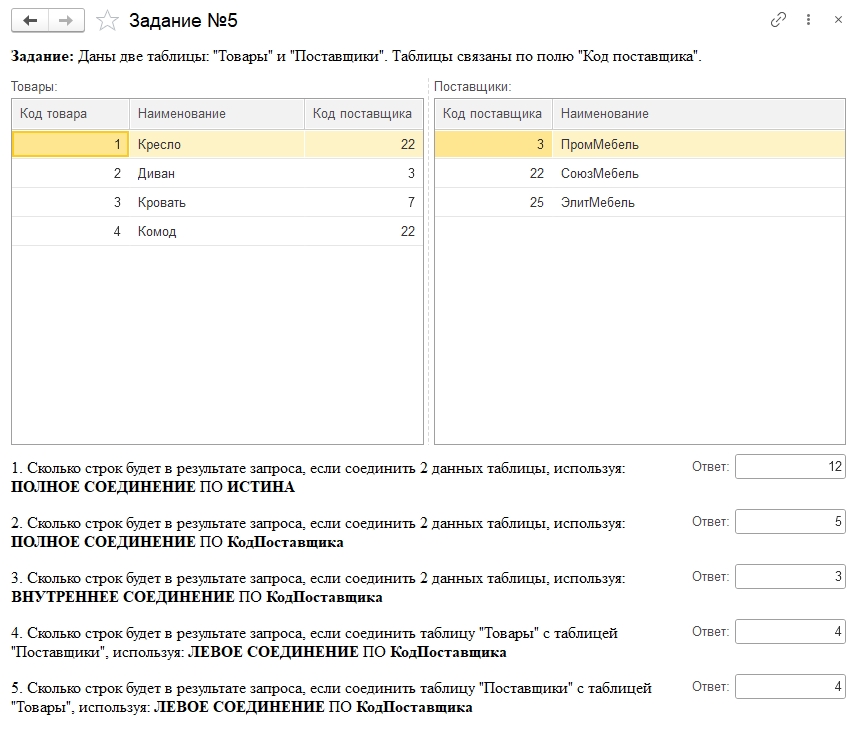 Задание №5
Задание: Даны две таблицы: "Товары" и "Поставщики". Таблицы связаны по полю "Код поставщика".
Товары: Поставщики:
Код товара Наименование Код поставщика Код поставщика Наименование
1 Кресло 22 3 ПромМебель
2 Диван 3 22 СоюзМебель
3 Кровать 7 25 ЭлитМебель
4 Комод 22
1. Сколько строк будет в результате запроса, если соединить 2 данных таблицы, используя: Ответ: 12
ПОЛНОЕ СОЕДИНЕНИЕ ПО ИСТИНА
2. Сколько строк будет в результате запроса, если соединить 2 данных таблицы, используя: Ответ: 5
ПОЛНОЕ СОЕДИНЕНИЕ ПО КодПоставщика
3. Сколько строк будет в результате запроса, если соединить 2 данных таблицы, используя: Ответ: 3
ВНУТРЕННЕЕ СОЕДИНЕНИЕ ПО КодПоставщика
4. Сколько строк будет в результате запроса, если соединить таблицу "Товары" с таблицей Ответ: 4
"Поставщики", используя: ЛЕВОЕ СОЕДИНЕНИЕ ПО КодПоставщика
5. Сколько строк будет в результате запроса, если соединить таблицу "Поставщики" с таблицей Ответ: 4
"Товары", используя: ЛЕВОЕ СОЕДИНЕНИЕ ПО КодПоставщика